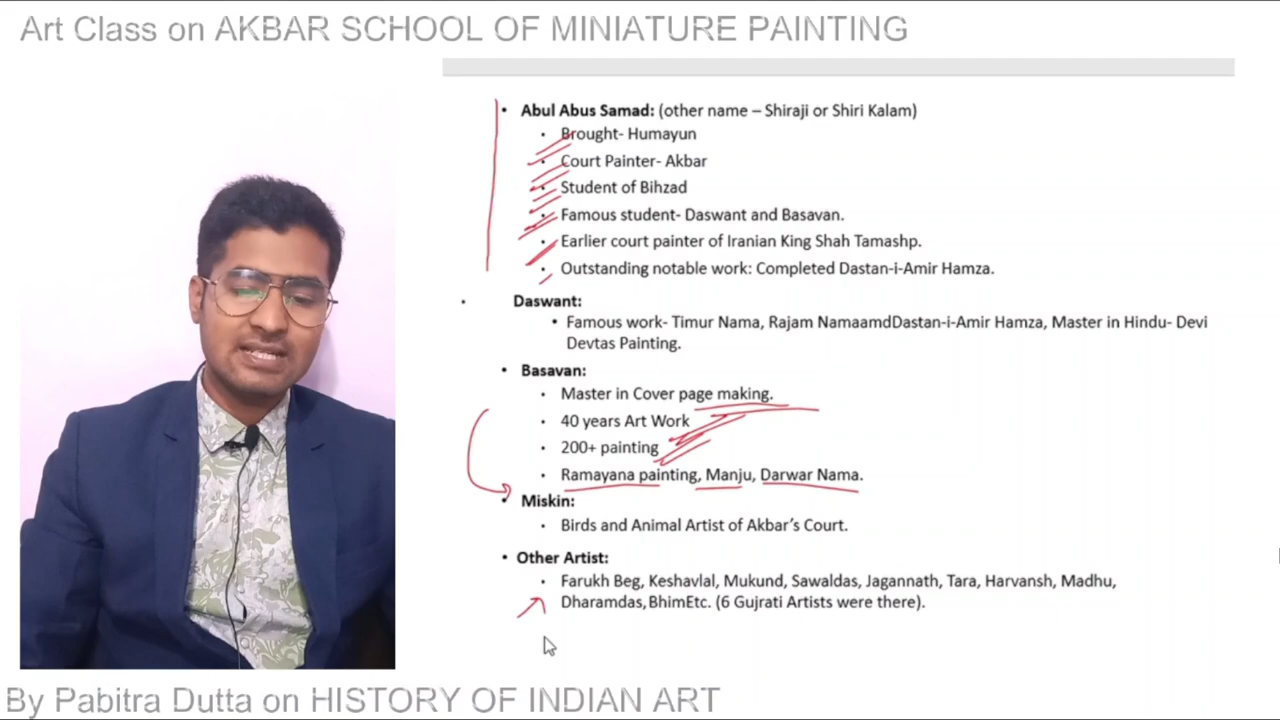 Art Class on AKBAR SCHOOL OF MINIATURE PAINTING
• Abul Abus Samad: (other name – Shiraji or Shiri Kalam)
• Brought- Humayun
• Court Painter- Akbar
• Student of Bihzad
• Famous student- Daswant and Basavan.
• Earlier court painter of Iranian King Shah Tamashp.
• Outstanding notable work: Completed Dastan-i-Amir Hamza.
• Daswant:
• Famous work- Timur Nama, Rajam NamaamdDastan-i-Amir Hamza, Master in Hindu- Devi
Devtas Painting.
• Basavan:
• Master in Cover page making.
• 40 years Art Work
• 200+ painting
• Ramayana painting, Manju, Darwar Nama.
• Miskin:
• Birds and Animal Artist of Akbar's Court.
• Other Artist:
• Farukh Beg, Keshavlal, Mukund, Sawaldas, Jagannath, Tara, Harvansh, Madhu,
Dharamdas, BhimEtc. (6 Gujrati Artists were there).
By Pabitra Dutta on HISTORY OF INDIAN ART